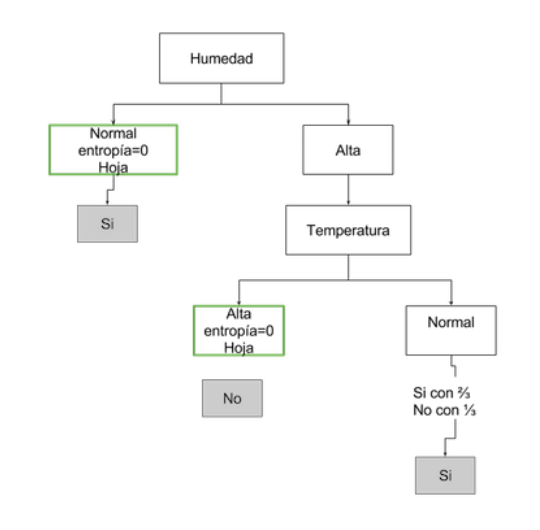 Humedad
Normal
entropía=0
Hoja
Alta
Si
Temperatura
Alta
entropía=0
Hoja
Normal
No
Si con ⅔
No con ⅓
Si